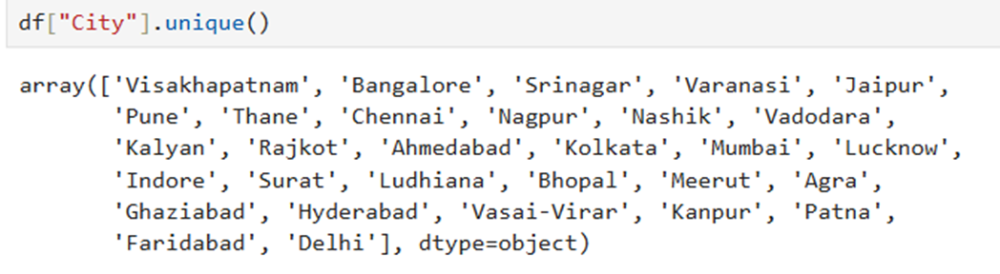 df["City"].unique()
array(['Visakhapatnam', 'Bangalore', 'Srinagar', 'Varanasi', 'Jaipur',
'Pune', 'Thane', 'Chennai', 'Nagpur', 'Nashik', 'Vadodara',
'Kalyan', 'Rajkot', 'Ahmedabad', 'Kolkata', 'Mumbai', 'Lucknow',
'Indore', 'Surat', 'Ludhiana', 'Bhopal', 'Meerut', 'Agra',
'Ghaziabad', 'Hyderabad', 'Vasai-Virar', 'Kanpur', 'Patna',
'Faridabad', 'Delhi'], dtype=object)